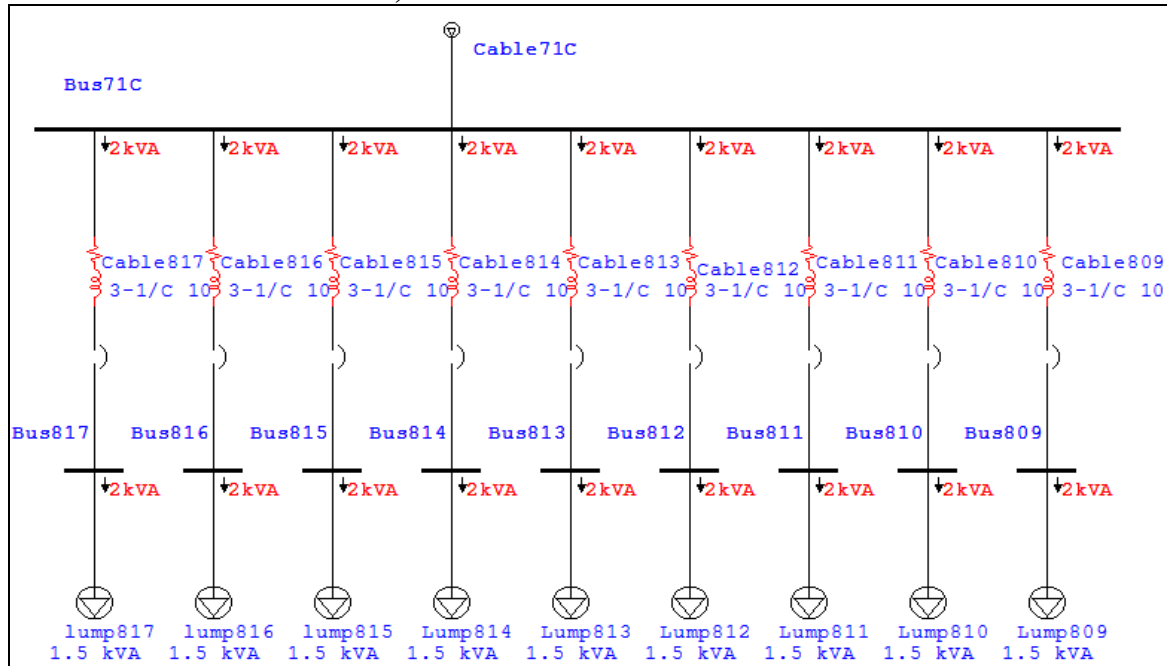 Cable71C
Bus71C
2kVA 2kVA 2kVA 2kVA 2kVA 2kVA 2kVA 2kVA 2kVA
Cable817 Cable816 Cable815 Cable814 Cable813 Cable812 Cable811 Cable810 Cable809
3-1/C 10 3-1/C 10 3-1/C 10 3-1/C 10 3-1/C 10 3-1/C 10 3-1/C 10 3-1/C 10 3-1/C 10
Bus817 Bus816 Bus815 Bus814 Bus813 Bus812 Bus811 Bus810 Bus809
2kVA 2kVA 2kVA 2kVA 2kVA 2kVA 2kVA 2kVA 2kVA
lump817 lump816 lump815 Lump814 Lump813 Lump812 Lump811 Lump810 Lump809
1.5 kVA 1.5 kVA 1.5 kVA 1.5 kVA 1.5 kVA 1.5 kVA 1.5 kVA 1.5 kVA 1.5 kVA